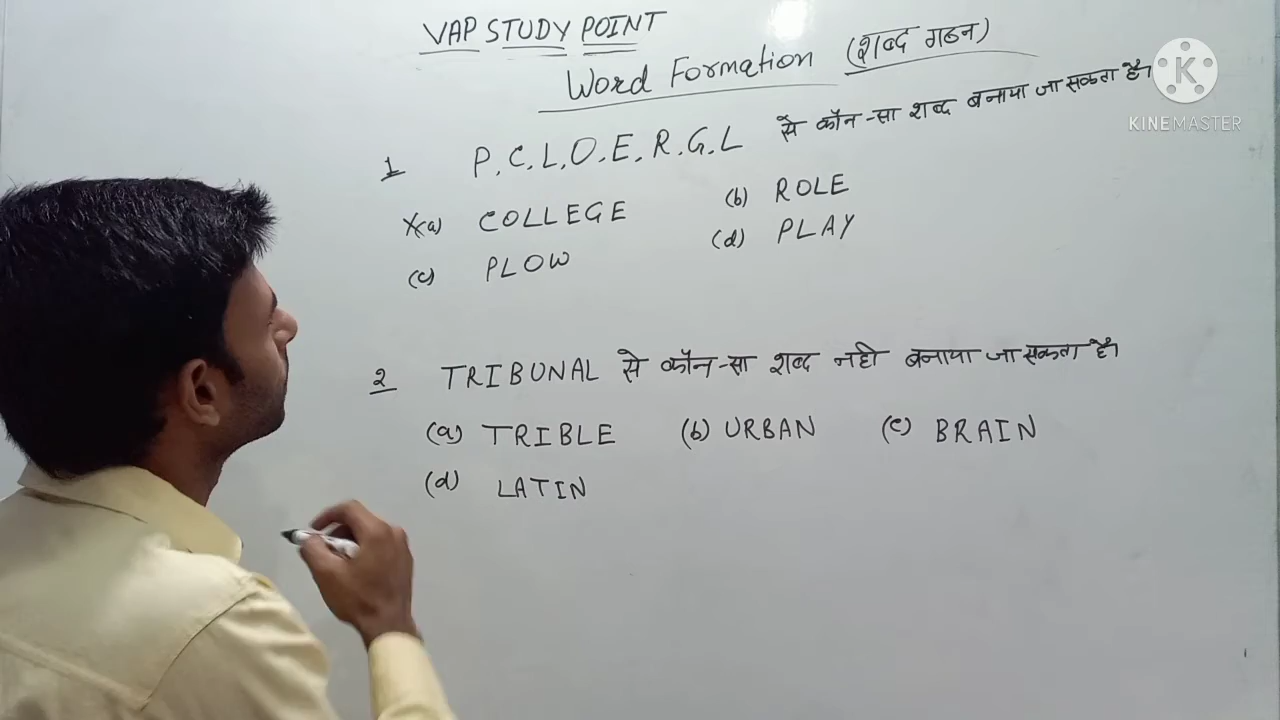 VAP STUDY POINT
Word Formation (शब्द गठन)
1 P.C.L.O.E.R.G.L से कौन-सा शब्द बनाया जा सकता है।
X(a) COLLEGE (b) ROLE
(c) PLOW (d) PLAY
2 TRIBUNAL से कौन-सा शब्द नही बनाया जा सकता है।
(a) TRIBLE (b) URBAN (c) BRAIN
(d) LATIN
K
KINEMASTER